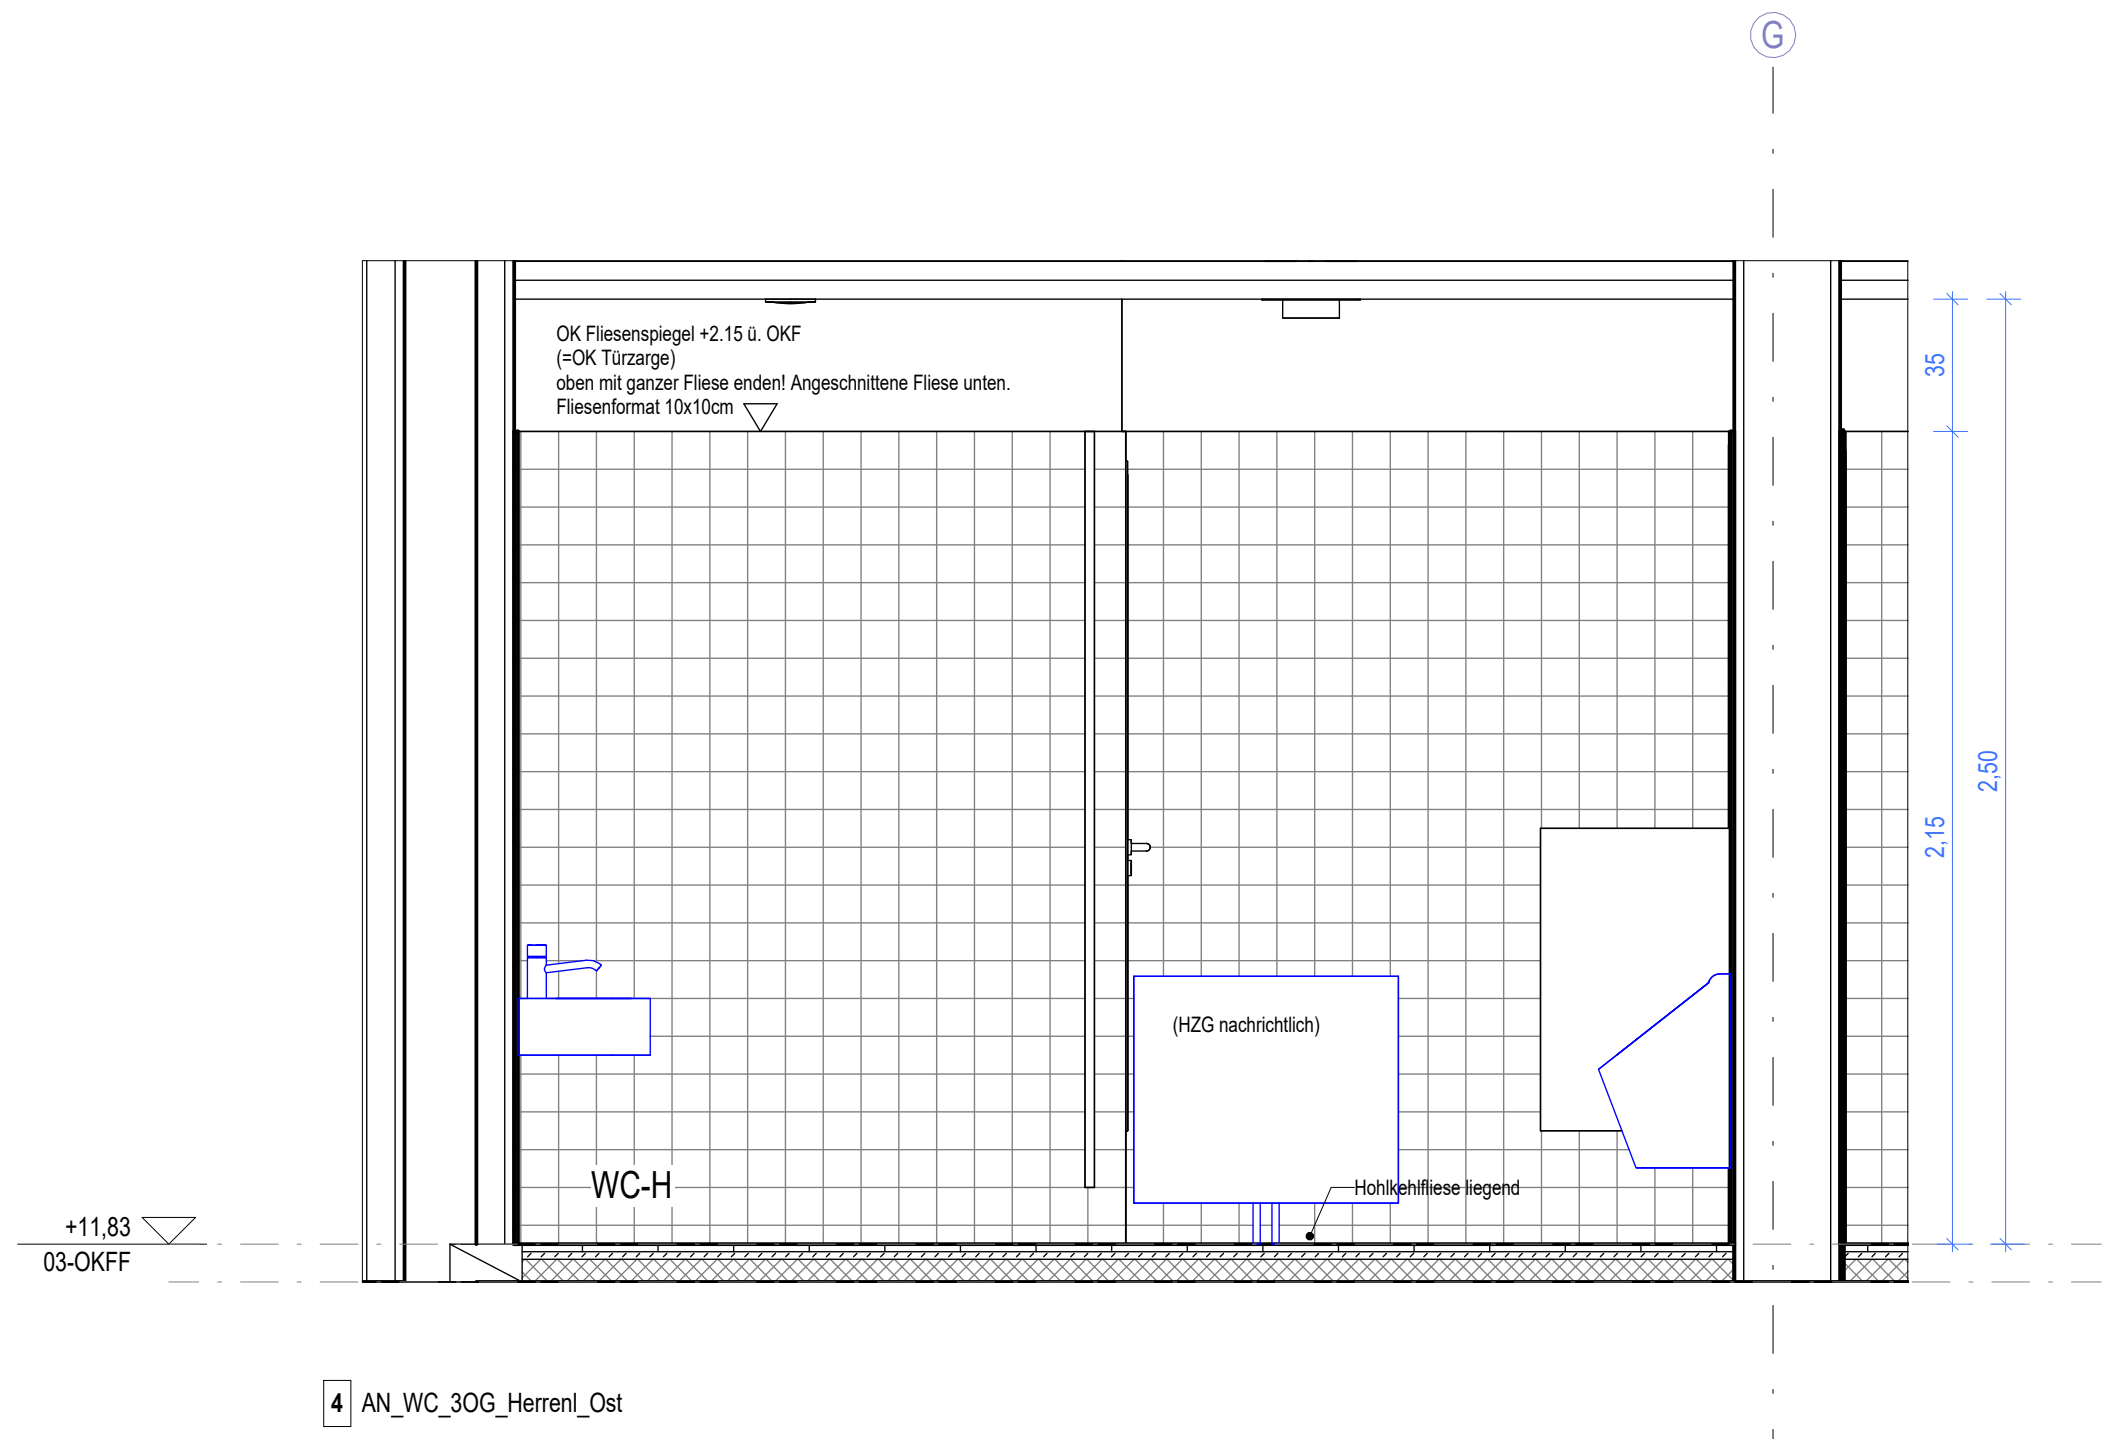 G
OK Fliesenspiegel +2.15 ü. OKF
(=OK Türzarge)
oben mit ganzer Fliese enden! Angeschnittene Fliese unten.
Fliesenformat 10x10cm
35
2,50
2,15
(HZG nachrichtlich)
WC-H
Hohlkehlfliese liegend
+11,83
03-OKFF
4 AN_WC_3OG_Herrenl_Ost